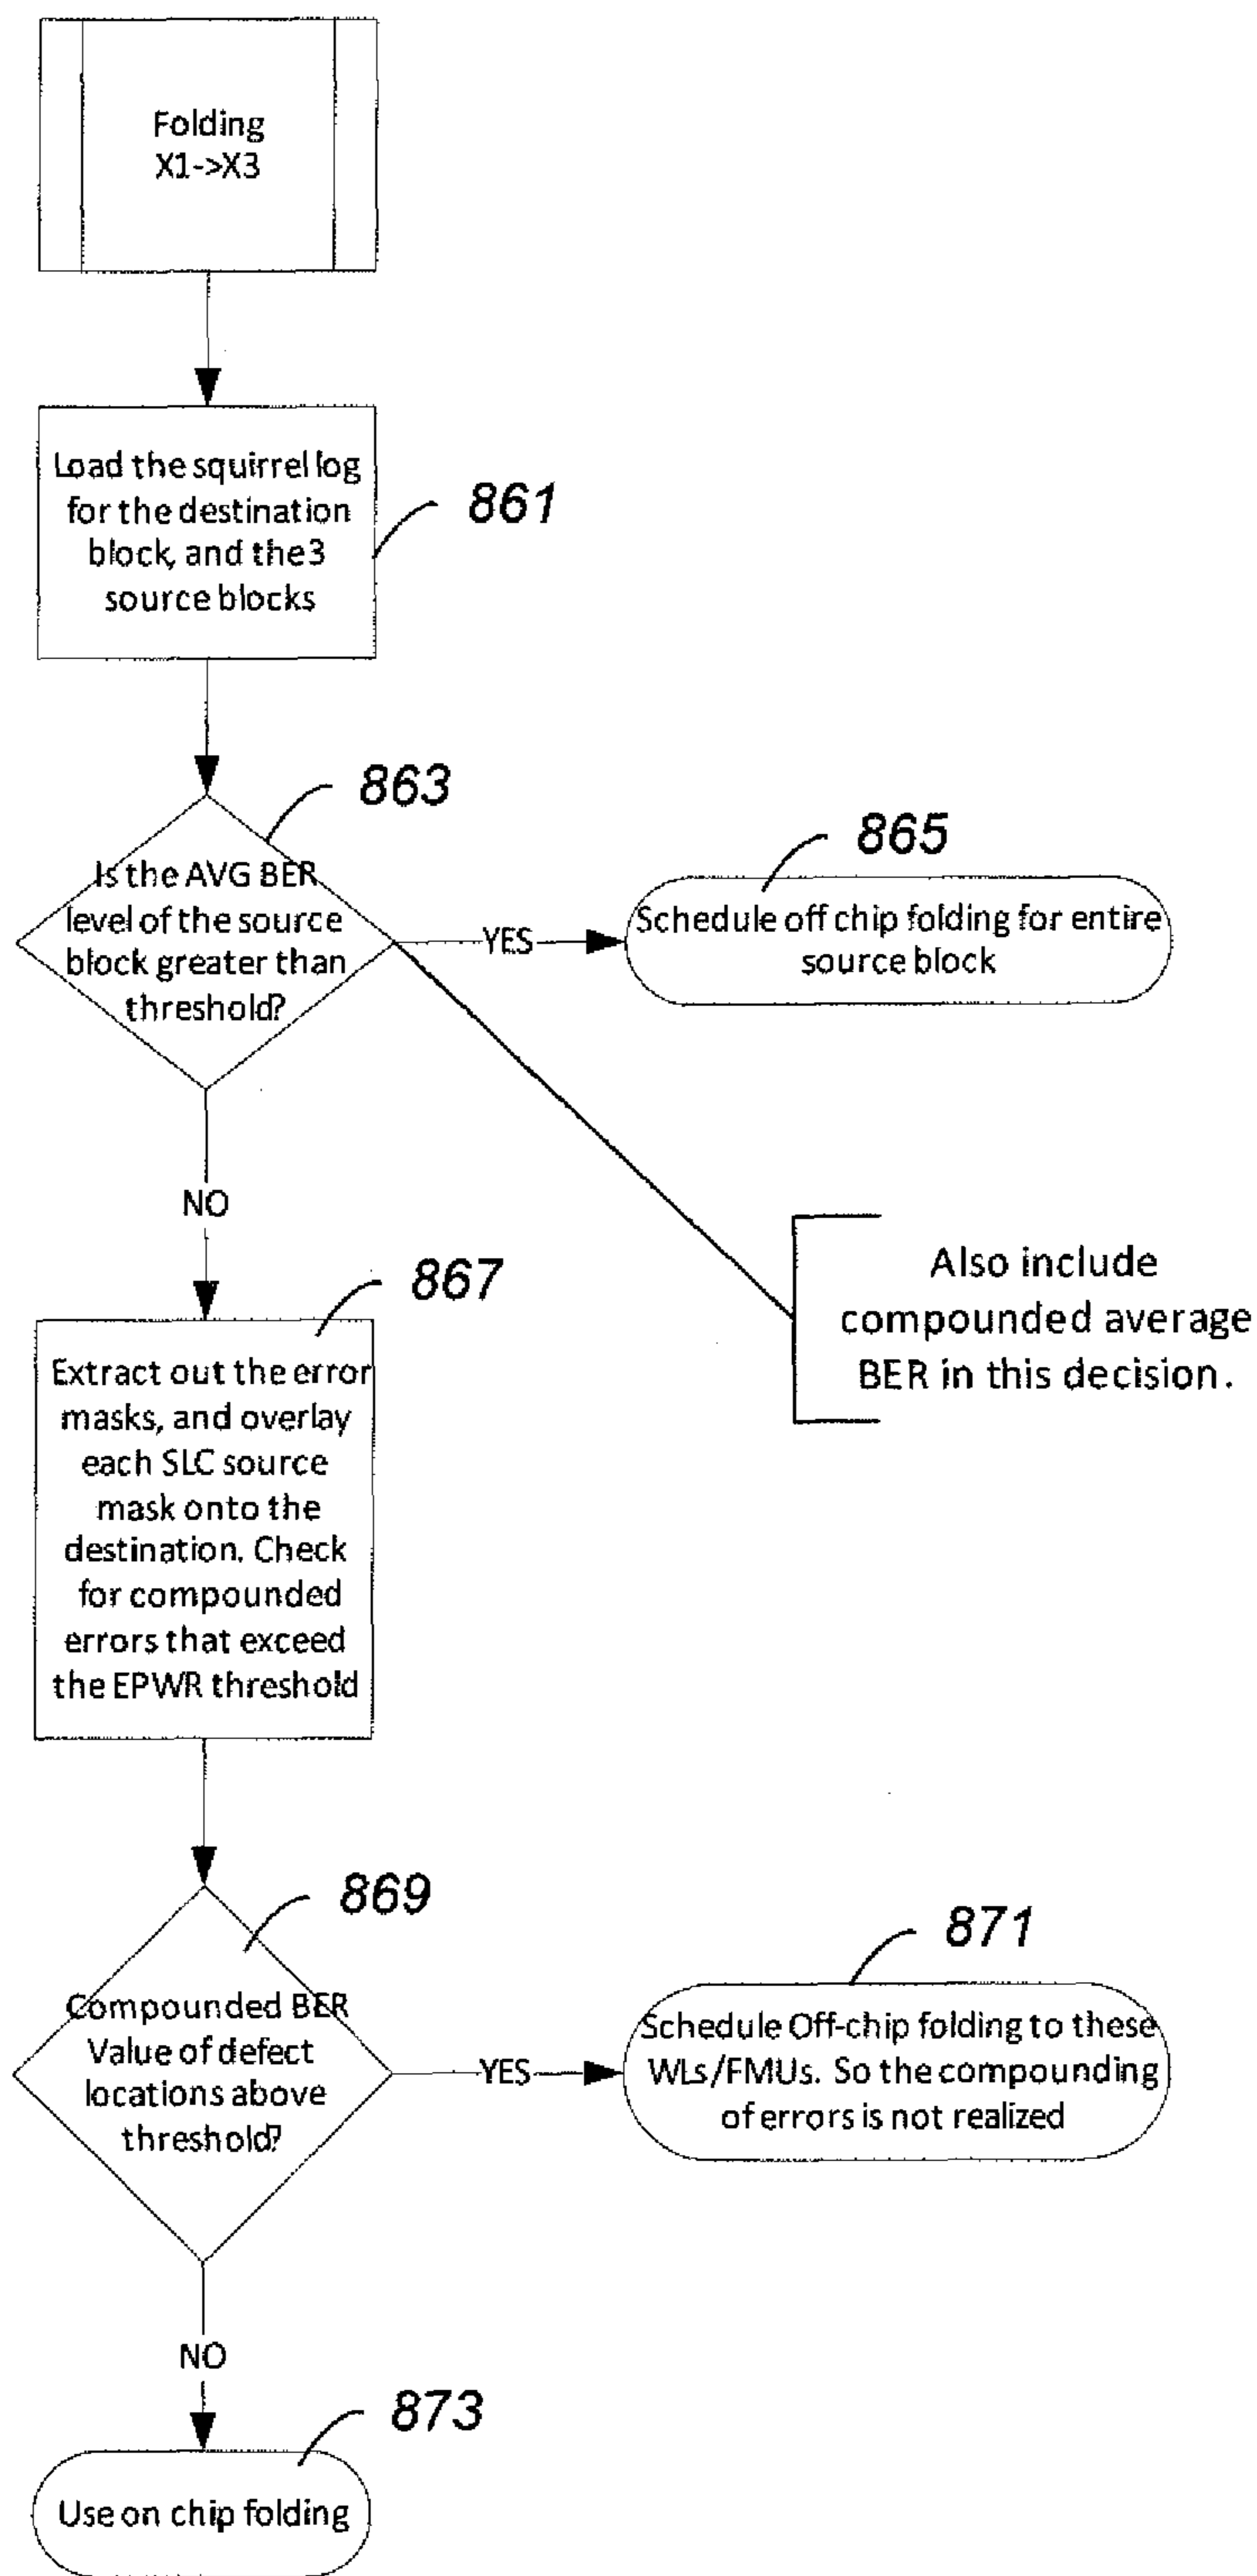 Folding
X1->X3
Load the squirrel log
for the destination
block, and the 3
source blocks
861
863
Is the AVG BER
level of the source
block greater than
threshold?
YES
865
Schedule off chip folding for entire
source block
NO
Also include
compounded average
BER in this decision.
867
Extract out the error
masks, and overlay
each SLC source
mask onto the
destination. Check
for compounded
errors that exceed
the EPWR threshold
869
Compounded BER
Value of defect
locations above
threshold?
YES
871
Schedule Off-chip folding to these
WLs/FMUs. So the compounding
of errors is not realized
NO
873
Use on chip folding